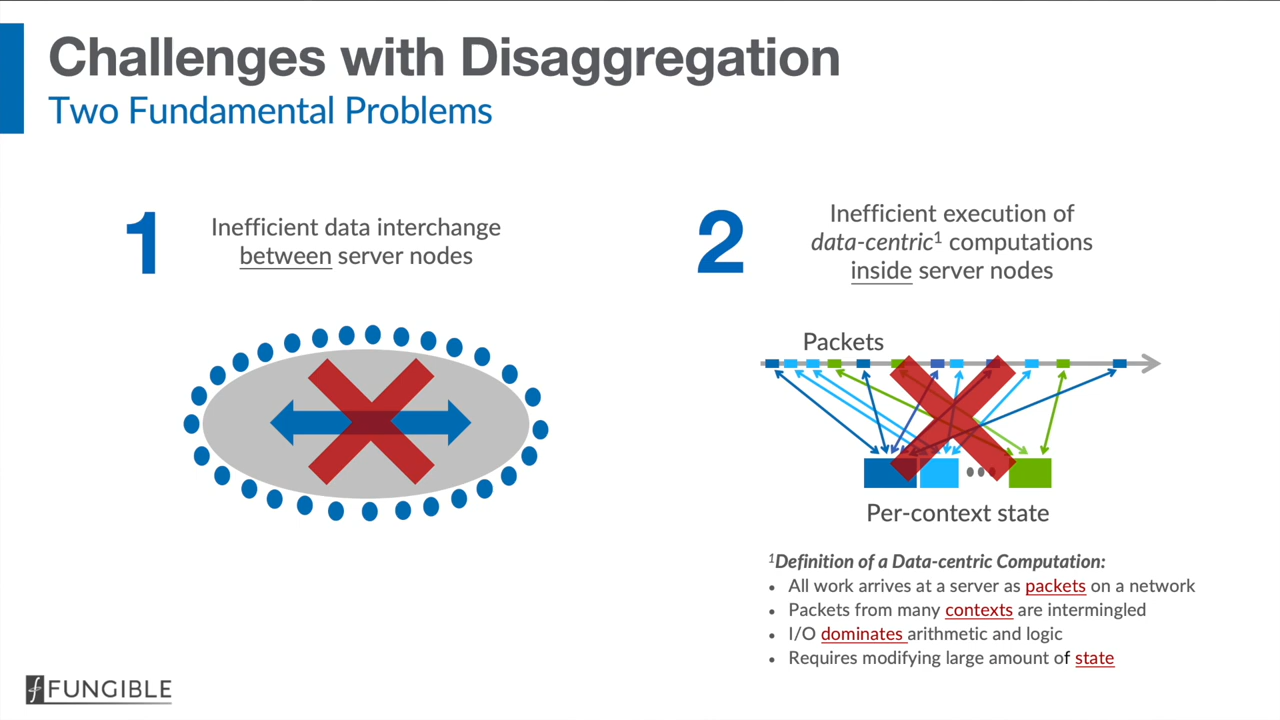 Challenges with Disaggregation
Two Fundamental Problems
1
Inefficient data interchange
between server nodes
2
Inefficient execution of
data-centric¹ computations
inside server nodes
Packets
Per-context state
¹Definition of a Data-centric Computation:
• All work arrives at a server as packets on a network
• Packets from many contexts are intermingled
• I/O dominates arithmetic and logic
• Requires modifying large amount of state
FUNGIBLE